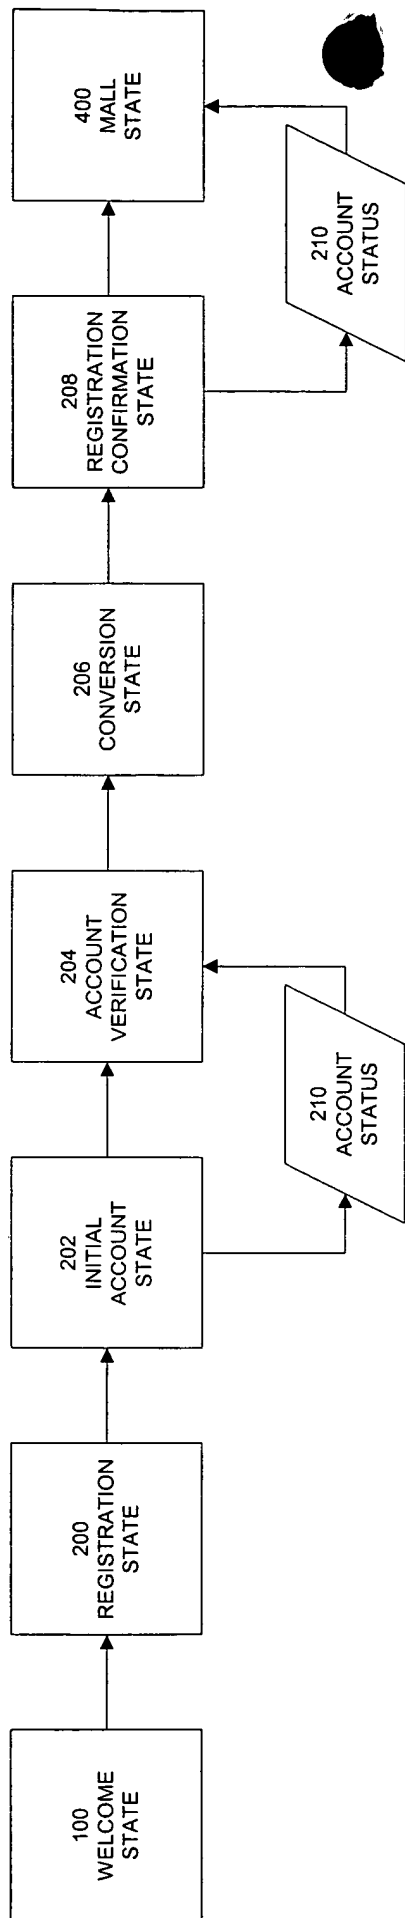 100
WELCOME
STATE
200
REGISTRATION
STATE
202
INITIAL
ACCOUNT
STATE
204
ACCOUNT
VERIFICATION
STATE
206
CONVERSION
STATE
208
REGISTRATION
CONFIRMATION
STATE
400
MALL
STATE
210
ACCOUNT
STATUS
210
ACCOUNT
STATUS